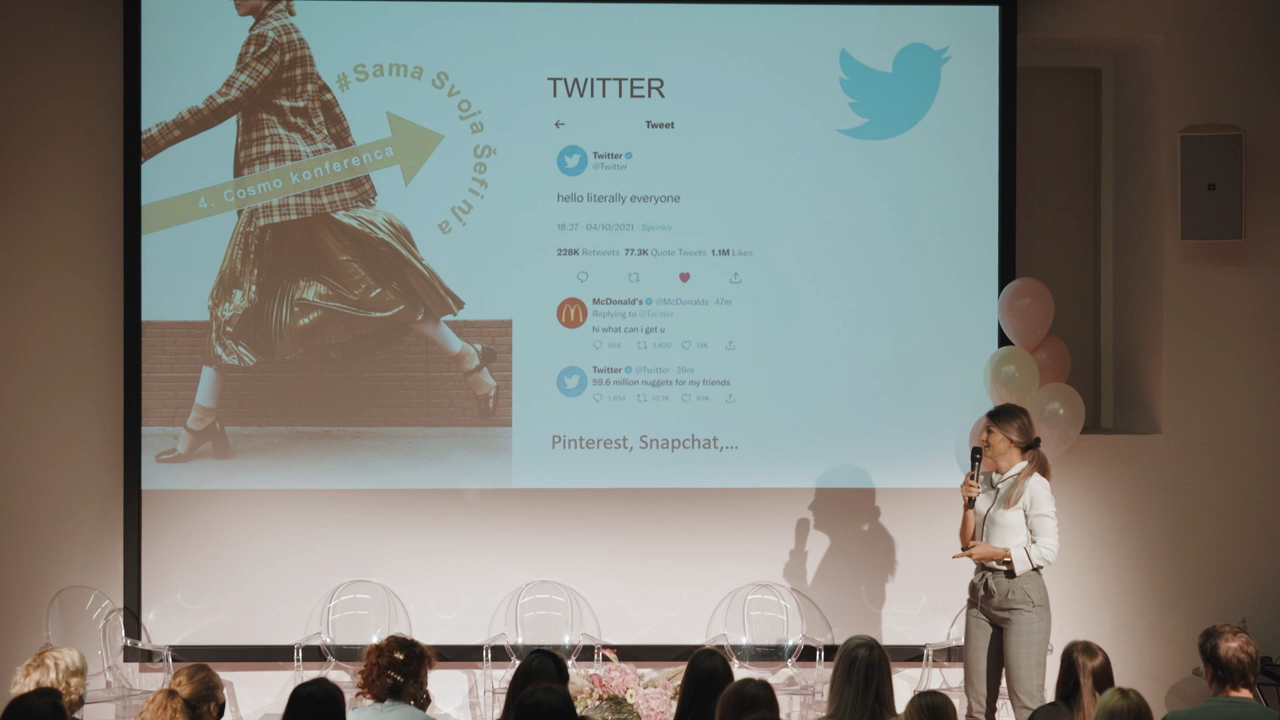 #Sama Svoja Šefinja
4. Cosmo konferenca
TWITTER
← Tweet
Twitter
@Twitter
hello literally everyone
18:27 · 04/10/2021 · Sprinklr
228K Retweets 77.3K Quote Tweets 1.1M Likes
McDonald's @McDonalds · 47m
Replying to @Twitter
hi what can i get u
Twitter @Twitter · 39m
59.6 million nuggets for my friends
Pinterest, Snapchat,...